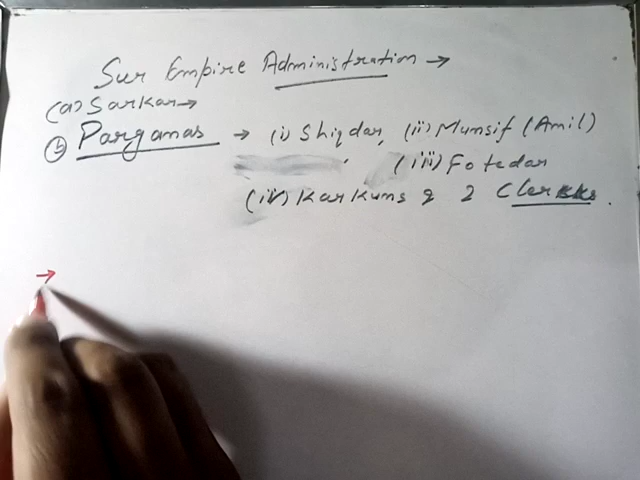 Sur Empire Administration →
(a) Sarkar →
(b) Parganas → (i) Shiqdar, (ii) Munsif (Amil)
(iii) Fotedar
(iv) Karkuns & 2 Clerks.
→